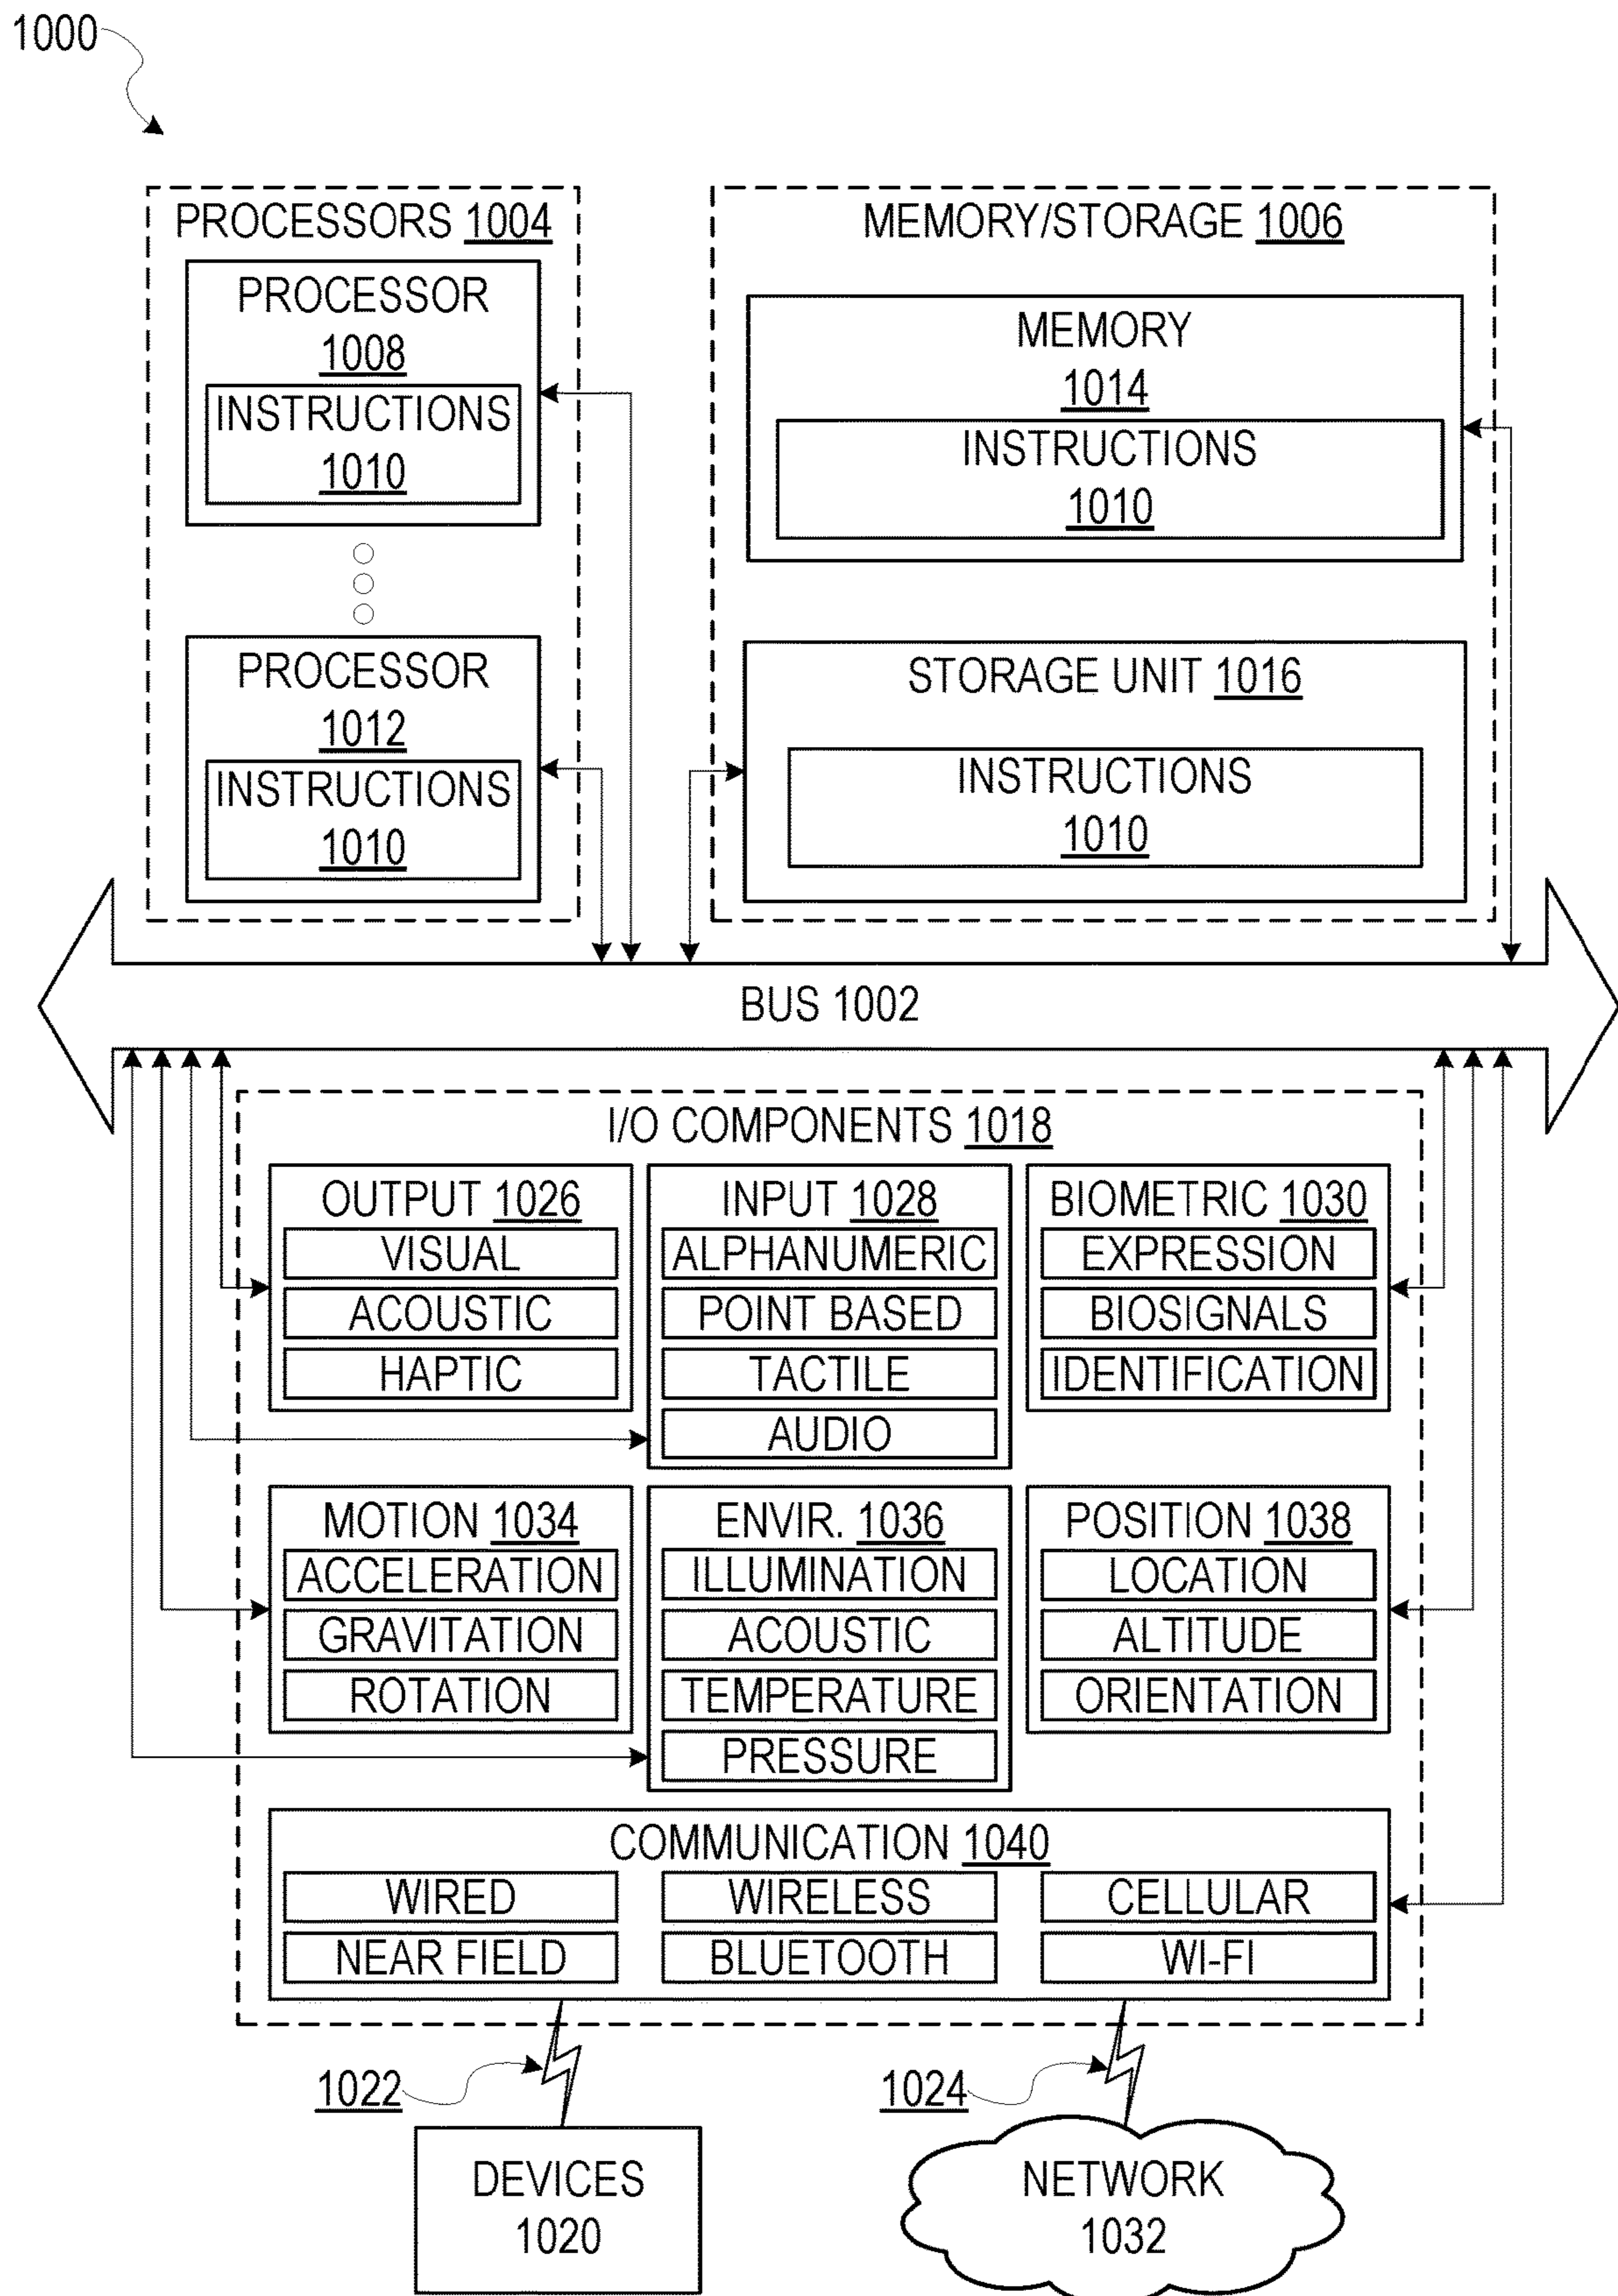 1000
PROCESSORS 1004
PROCESSOR
1008
INSTRUCTIONS
1010
PROCESSOR
1012
INSTRUCTIONS
1010
MEMORY/STORAGE 1006
MEMORY
1014
INSTRUCTIONS
1010
STORAGE UNIT 1016
INSTRUCTIONS
1010
BUS 1002
I/O COMPONENTS 1018
OUTPUT 1026
VISUAL
ACOUSTIC
HAPTIC
INPUT 1028
ALPHANUMERIC
POINT BASED
TACTILE
AUDIO
BIOMETRIC 1030
EXPRESSION
BIOSIGNALS
IDENTIFICATION
MOTION 1034
ACCELERATION
GRAVITATION
ROTATION
ENVIR. 1036
ILLUMINATION
ACOUSTIC
TEMPERATURE
PRESSURE
POSITION 1038
LOCATION
ALTITUDE
ORIENTATION
COMMUNICATION 1040
WIRED
WIRELESS
CELLULAR
NEAR FIELD
BLUETOOTH
WI-FI
1022
1024
DEVICES
1020
NETWORK
1032